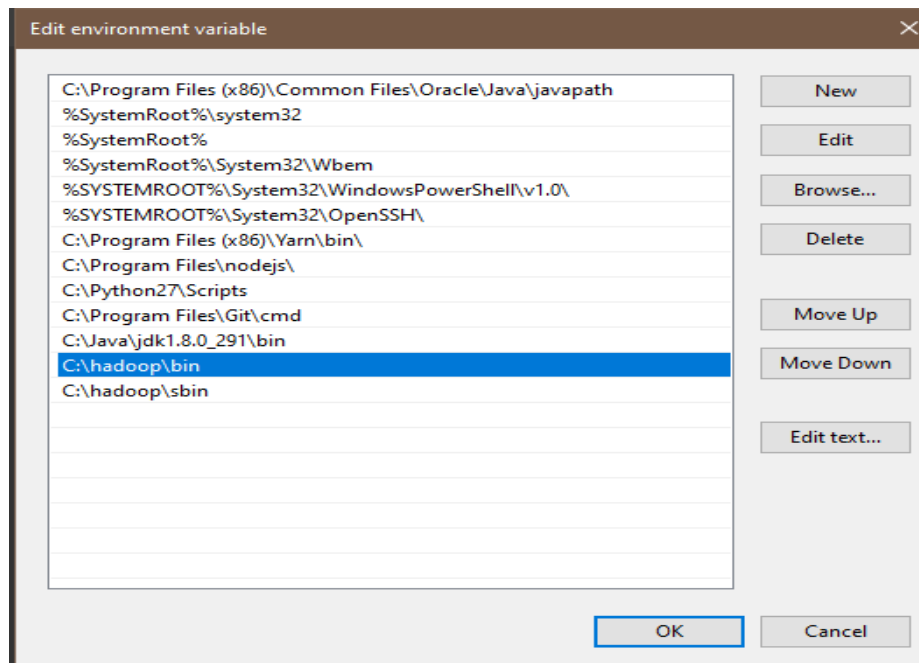 Edit environment variable
C:\Program Files (x86)\Common Files\Oracle\Java\javapath
%SystemRoot%\system32
%SystemRoot%
%SystemRoot%\System32\Wbem
%SYSTEMROOT%\System32\WindowsPowerShell\v1.0\
%SYSTEMROOT%\System32\OpenSSH\
C:\Program Files (x86)\Yarn\bin\
C:\Program Files\nodejs\
C:\Python27\Scripts
C:\Program Files\Git\cmd
C:\Java\jdk1.8.0_291\bin
C:\hadoop\bin
C:\hadoop\sbin
New
Edit
Browse...
Delete
Move Up
Move Down
Edit text...
OK
Cancel